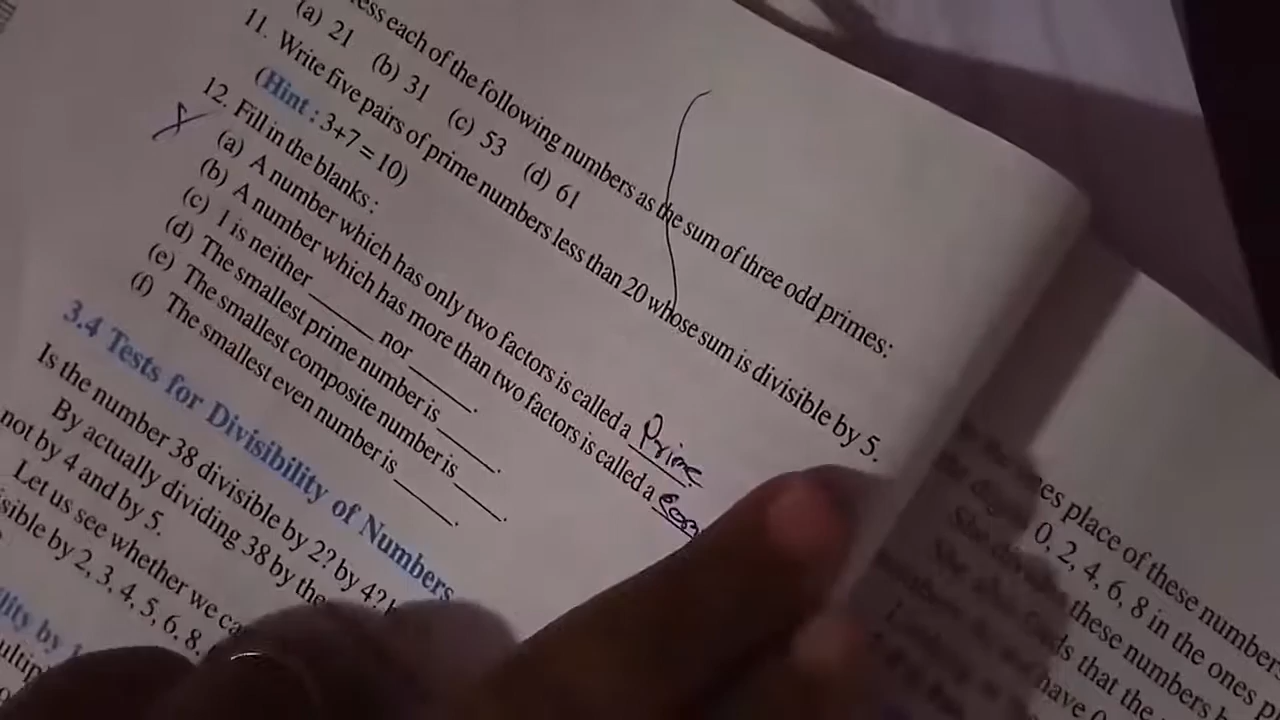 each of the following numbers as the sum of three odd primes:
(a) 21 (b) 31 (c) 53 (d) 61
11. Write five pairs of prime numbers less than 20 whose sum is divisible by 5.
(Hint : 3+7 = 10)
12. Fill in the blanks :
(a) A number which has only two factors is called a Prime
(b) A number which has more than two factors is called a
(c) 1 is neither ______ nor ______.
(d) The smallest prime number is ______.
(e) The smallest composite number is ______.
(f) The smallest even number is ______.
3.4 Tests for Divisibility of Numbers
Is the number 38 divisible by 2? by 4?
By actually dividing 38 by the
not by 4 and by 5.
Let us see whether we
by 2, 3, 4, 5, 6, 8,
by
place of these numbers
0, 2, 4, 6, 8 in the ones
these numbers
that the
have